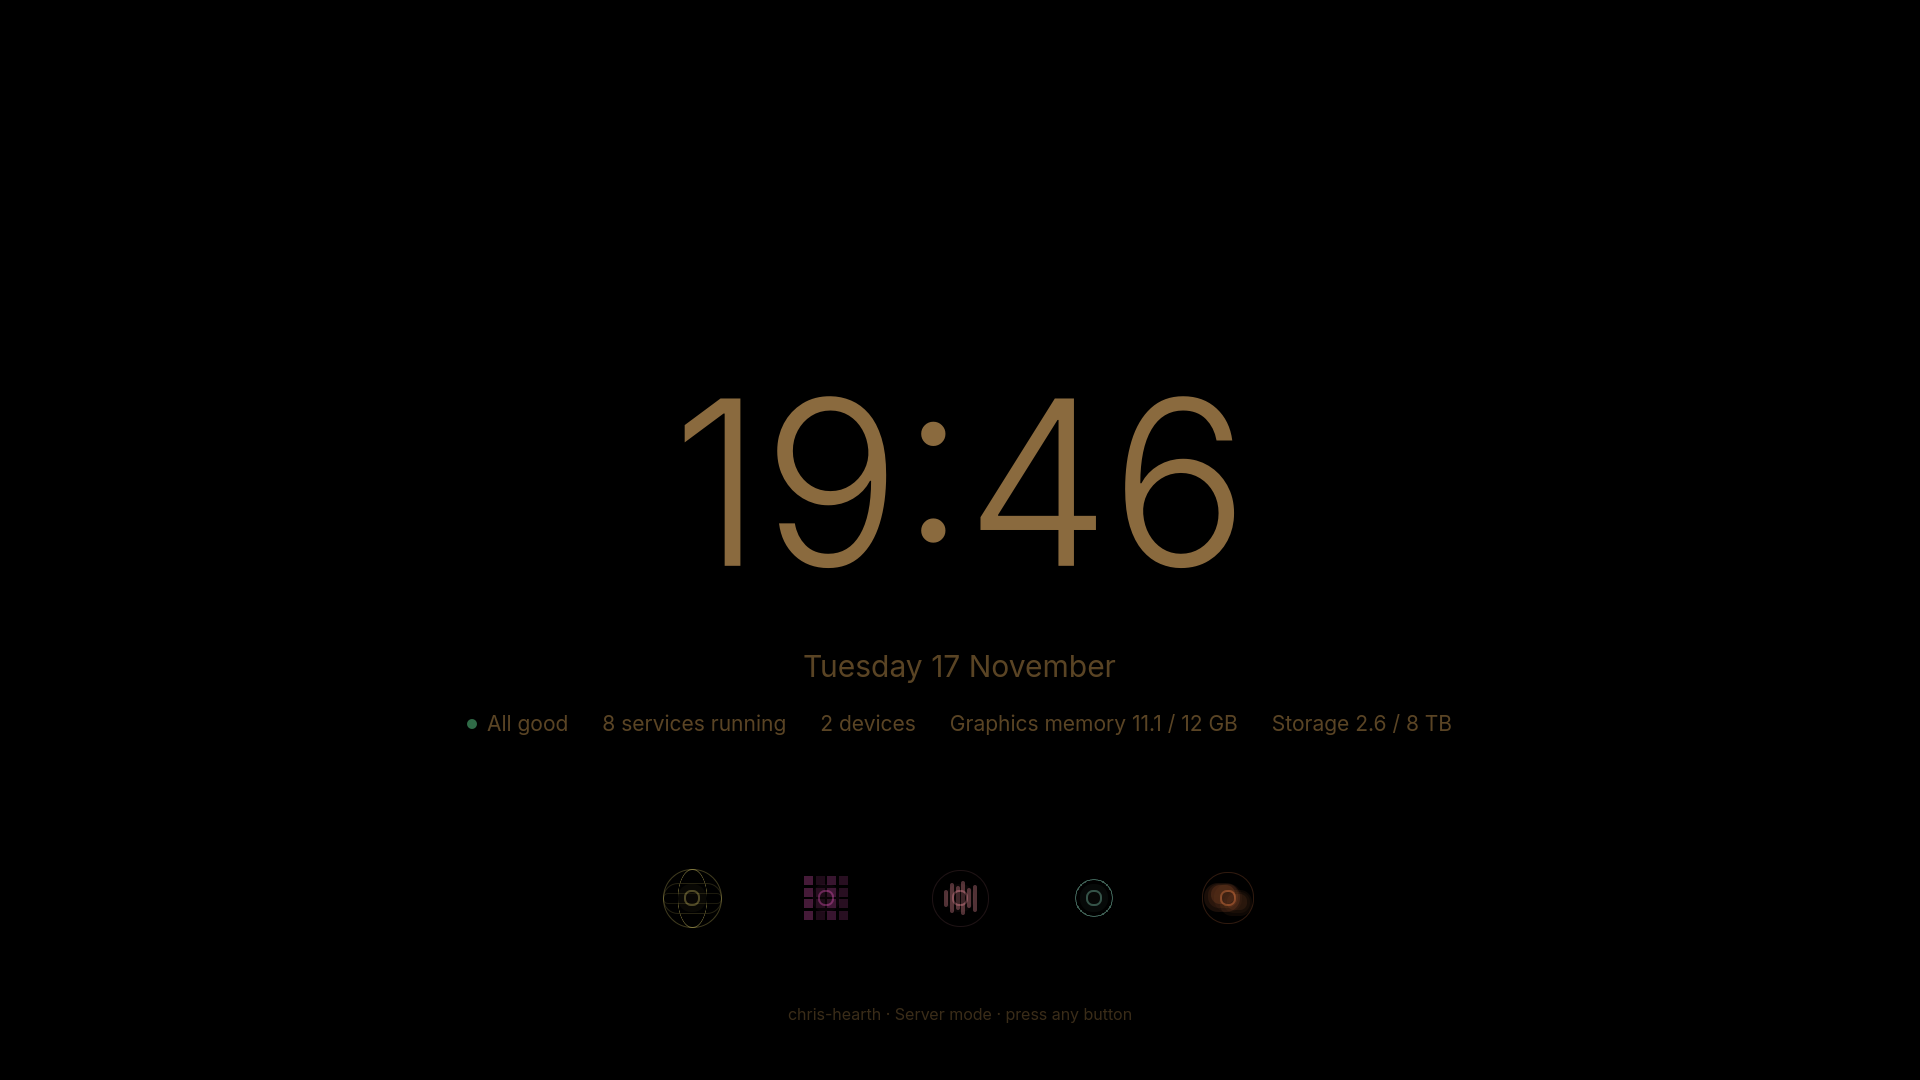 19:46
Tuesday 17 November
All good 8 services running 2 devices Graphics memory 11.1 / 12 GB Storage 2.6 / 8 TB
chris-hearth · Server mode · press any button